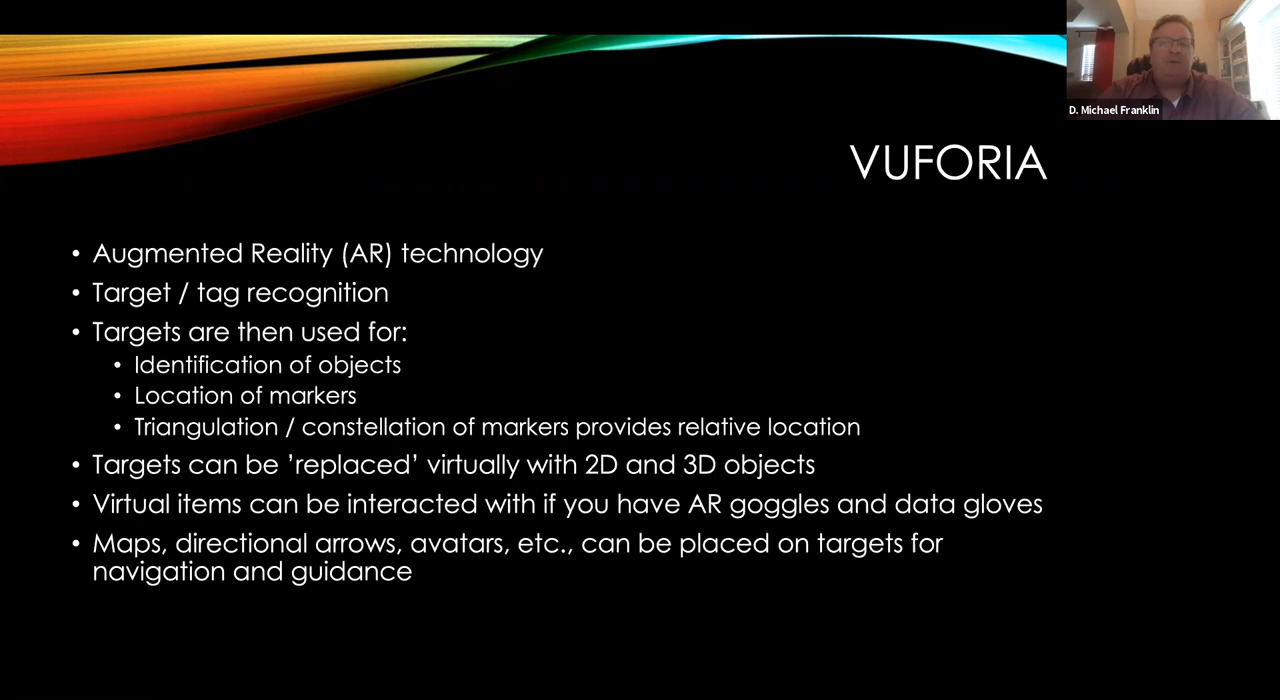 D. Michael Franklin
VUFORIA
• Augmented Reality (AR) technology
• Target / tag recognition
• Targets are then used for:
• Identification of objects
• Location of markers
• Triangulation / constellation of markers provides relative location
• Targets can be ’replaced’ virtually with 2D and 3D objects
• Virtual items can be interacted with if you have AR goggles and data gloves
• Maps, directional arrows, avatars, etc., can be placed on targets for
navigation and guidance